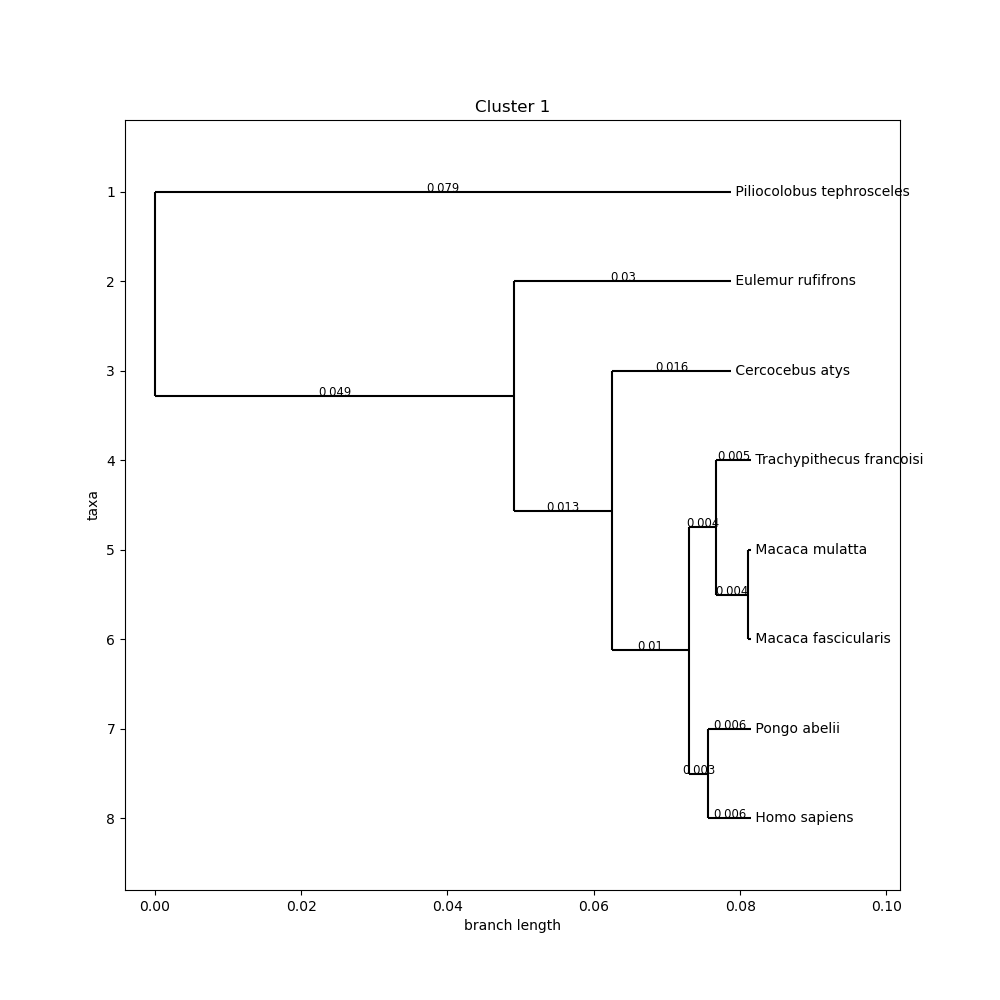 Cluster 1
1
0.079
Piliocolobus tephrosceles
2
0.03
Eulemur rufifrons
3
0.016
Cercocebus atys
0.049
4
0.005
Trachypithecus francoisi
taxa
0.013
0.004
5
Macaca mulatta
0.004
6
Macaca fascicularis
0.01
7
0.006
Pongo abelii
0.003
8
0.006
Homo sapiens
0.00 0.02 0.04 0.06 0.08 0.10
branch length